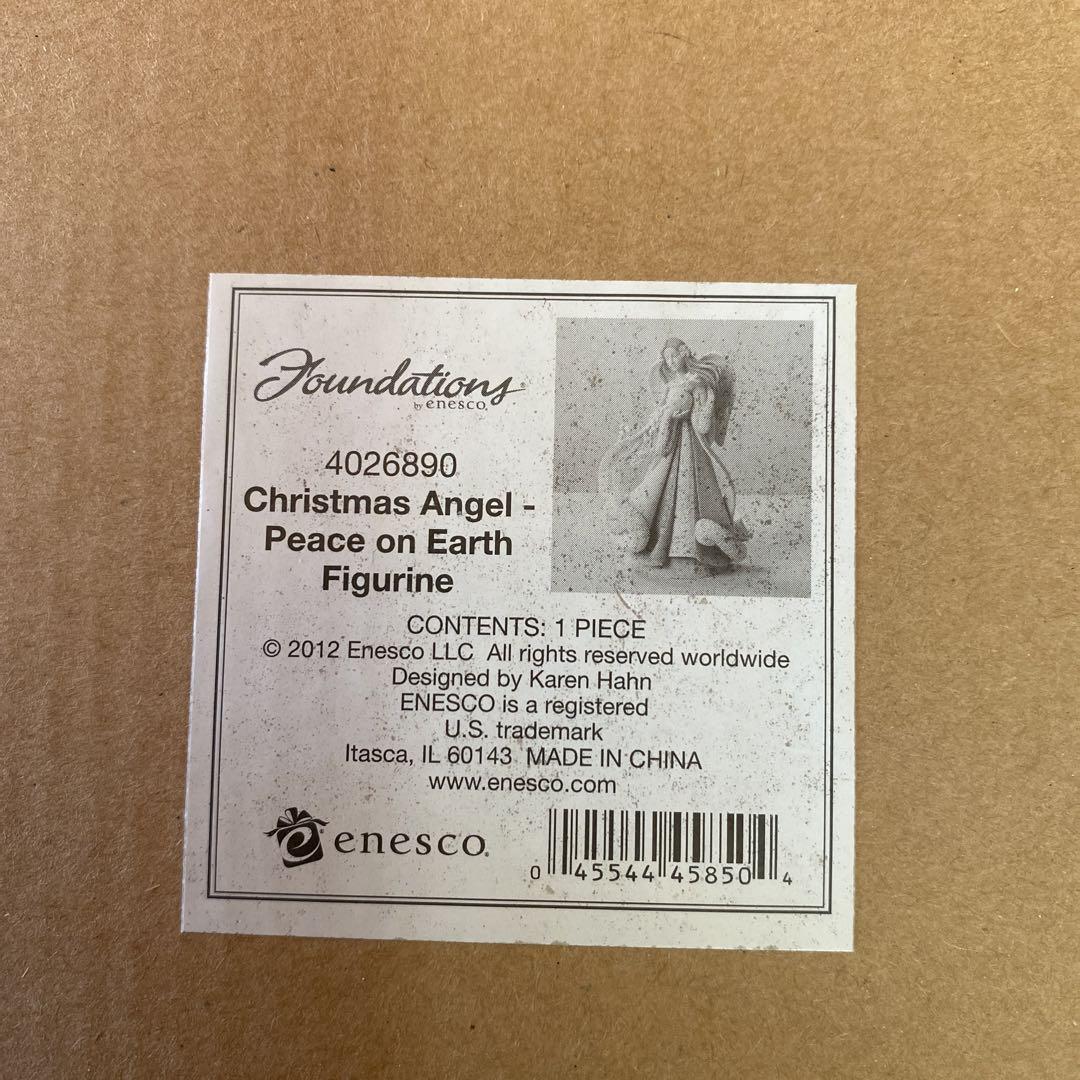 Foundations®
by enesco.
4026890
Christmas Angel -
Peace on Earth
Figurine
CONTENTS: 1 PIECE
© 2012 Enesco LLC All rights reserved worldwide
Designed by Karen Hahn
ENESCO is a registered
U.S. trademark
Itasca, IL 60143 MADE IN CHINA
www.enesco.com
enesco.
0 45544 45850 4